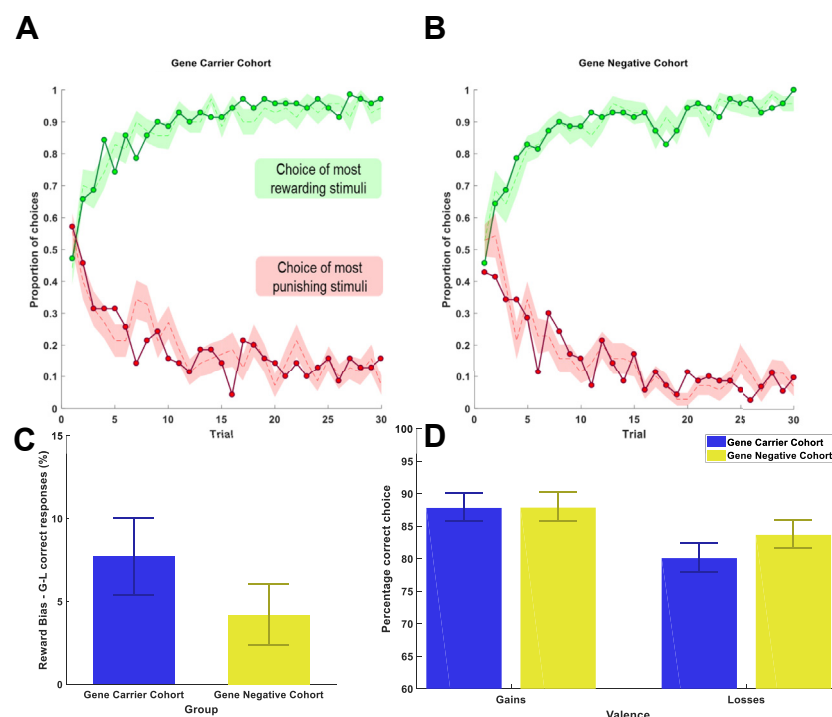 A
B
Gene Carrier Cohort
Gene Negative Cohort
Proportion of choices
1
0.9
0.8
0.7
0.6
0.5
0.4
0.3
0.2
0.1
0
Choice of most
rewarding stimuli
Choice of most
punishing stimuli
0 5 10 15 20 25 30
Trial
Proportion of choices
1
0.9
0.8
0.7
0.6
0.5
0.4
0.3
0.2
0.1
0
0 5 10 15 20 25 30
Trial
C
D
Reward Bias - G-L correct responses (%)
15
10
5
0
Gene Carrier Cohort Gene Negative Cohort
Group
Percentage correct choice
100
95
90
85
80
75
70
65
60
Gene Carrier Cohort
Gene Negative Cohort
Gains Losses
Valence